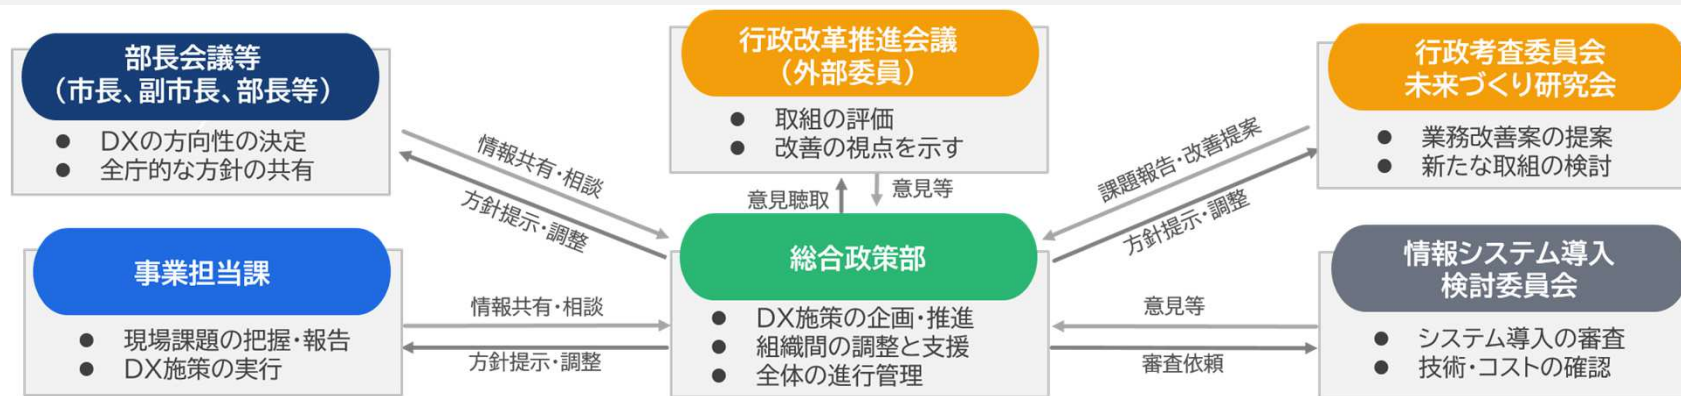 部長会議等
（市長、副市長、部長等）
● DXの方向性の決定
● 全庁的な方針の共有
行政改革推進会議
（外部委員）
● 取組の評価
● 改善の視点を示す
行政考査委員会
未来づくり研究会
● 業務改善案の提案
● 新たな取組の検討
情報共有・相談
方針提示・調整
意見聴取
意見等
課題報告・改善提案
方針提示・調整
事業担当課
● 現場課題の把握・報告
● DX施策の実行
情報共有・相談
方針提示・調整
総合政策部
● DX施策の企画・推進
● 組織間の調整と支援
● 全体の進行管理
意見等
審査依頼
情報システム導入
検討委員会
● システム導入の審査
● 技術・コストの確認